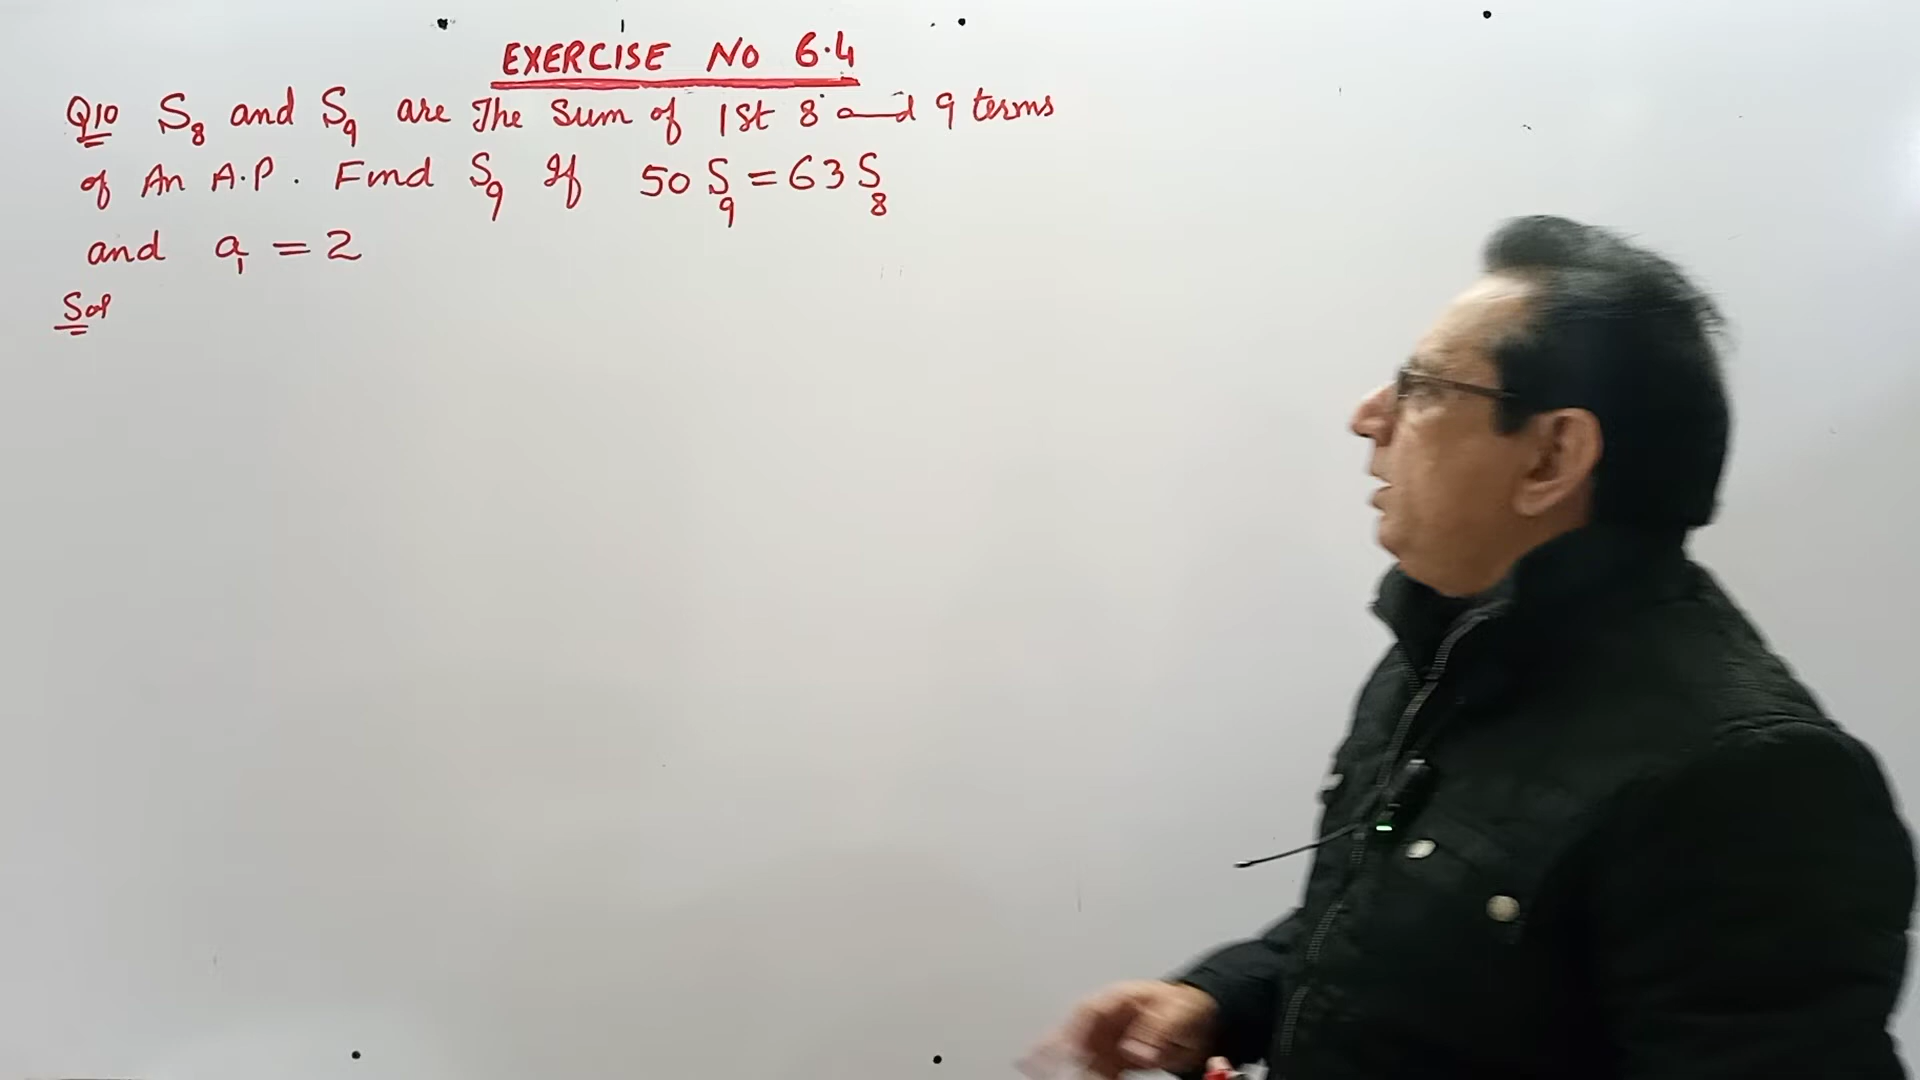 EXERCISE NO 6.4
Q10 S8 and S9 are The Sum of 1st 8 and 9 terms
of An A.P. Find S9 If 50 S9 = 63 S8
and a1 = 2
Sol